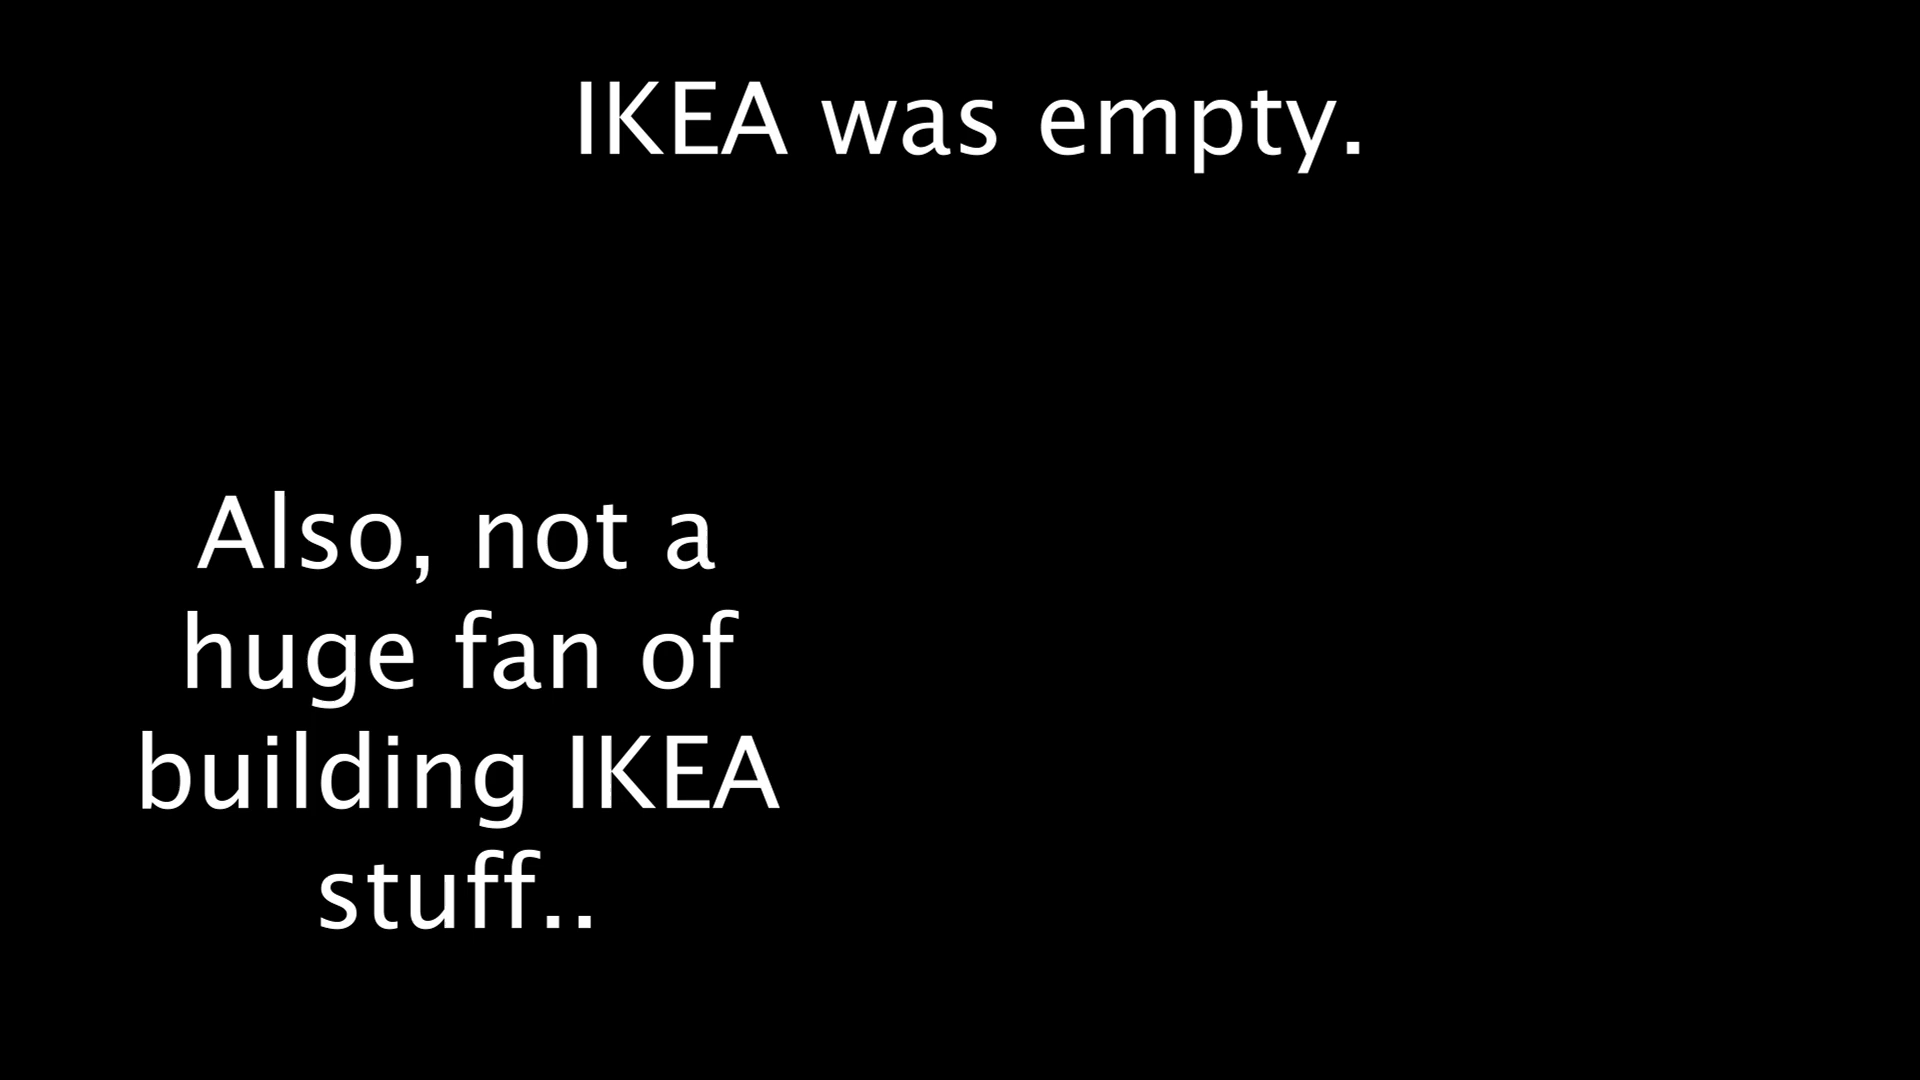 IKEA was empty.
Also, not a
huge fan of
building IKEA
stuff..